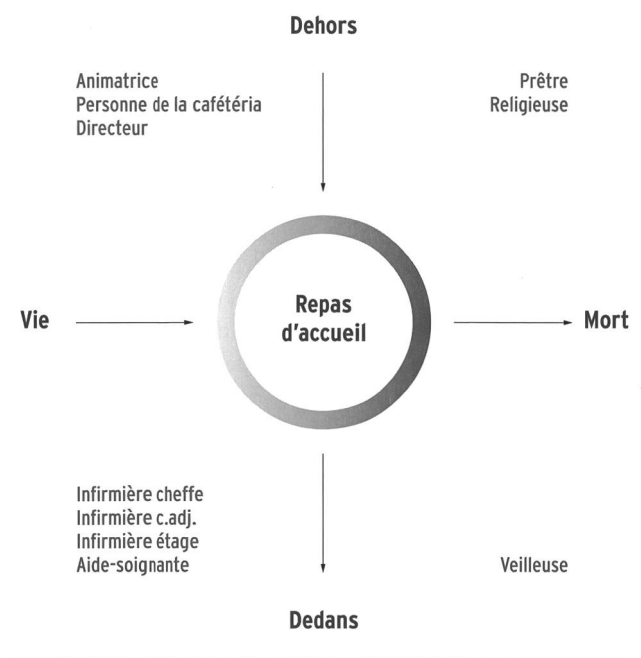 Dehors
Animatrice
Personne de la cafétéria
Directeur
Prêtre
Religieuse
Vie
Repas
d'accueil
Mort
Infirmière cheffe
Infirmière c.adj.
Infirmière étage
Aide-soignante
Veilleuse
Dedans